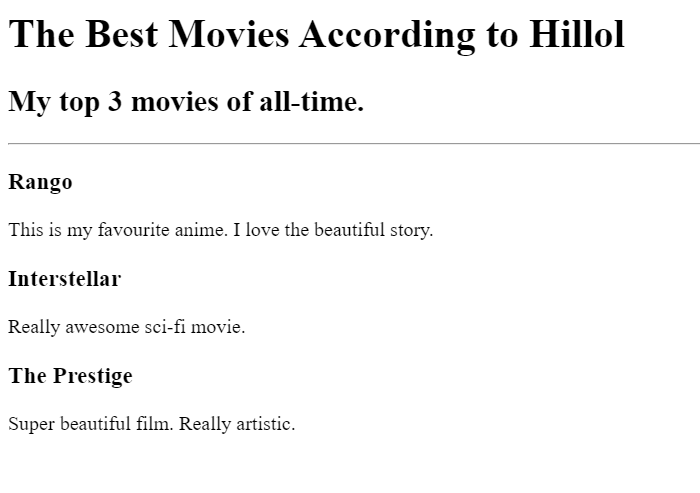 The Best Movies According to Hillol
My top 3 movies of all-time.
Rango
This is my favourite anime. I love the beautiful story.
Interstellar
Really awesome sci-fi movie.
The Prestige
Super beautiful film. Really artistic.